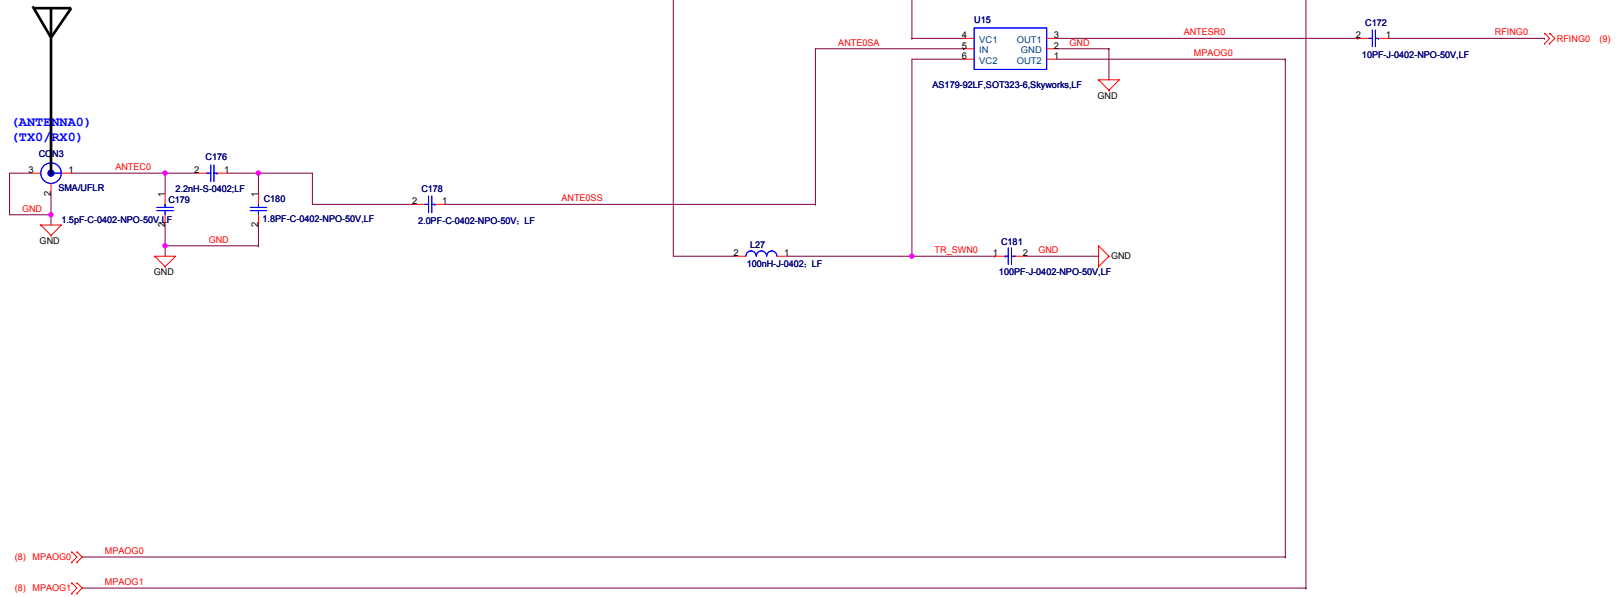 (ANTENNA0)
(TX0/RX0)
CON3
3
1
2
SMA/UFLR
GND
GND
ANTEC0
C176
2
1
2.2nH-S-0402;LF
1
C179
2
1.5pF-C-0402-NPO-50V,LF
1
C180
2
1.8PF-C-0402-NPO-50V,LF
GND
GND
C178
2
1
2.0PF-C-0402-NPO-50V; LF
ANTE0SS
ANTE0SA
U15
4
5
6
VC1
IN
VC2
OUT1
GND
OUT2
3
2
1
AS179-92LF,SOT323-6,Skyworks,LF
GND
GND
ANTESR0
MPAOG0
C172
2
1
10PF-J-0402-NPO-50V,LF
RFING0
RFING0 (9)
L27
2
1
100nH-J-0402; LF
TR_SWN0
C181
1
2
100PF-J-0402-NPO-50V,LF
GND
GND
(8) MPAOG0
MPAOG0
(8) MPAOG1
MPAOG1